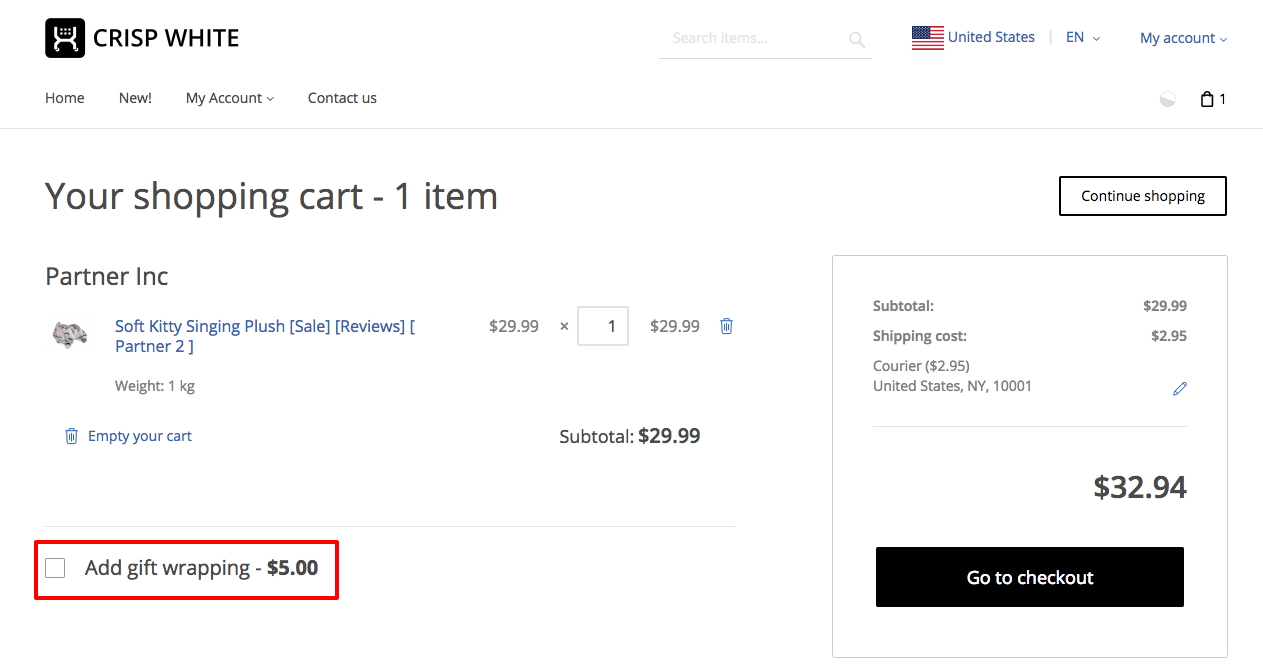 CRISP WHITE
Search items...
United States | EN
My account
Home New! My Account Contact us
1
Your shopping cart - 1 item
Continue shopping
Partner Inc
Soft Kitty Singing Plush [Sale] [Reviews] [
Partner 2 ]
$29.99 × 1 $29.99
Weight: 1 kg
Empty your cart
Subtotal: $29.99
Add gift wrapping - $5.00
Subtotal: $29.99
Shipping cost: $2.95
Courier ($2.95)
United States, NY, 10001
$32.94
Go to checkout